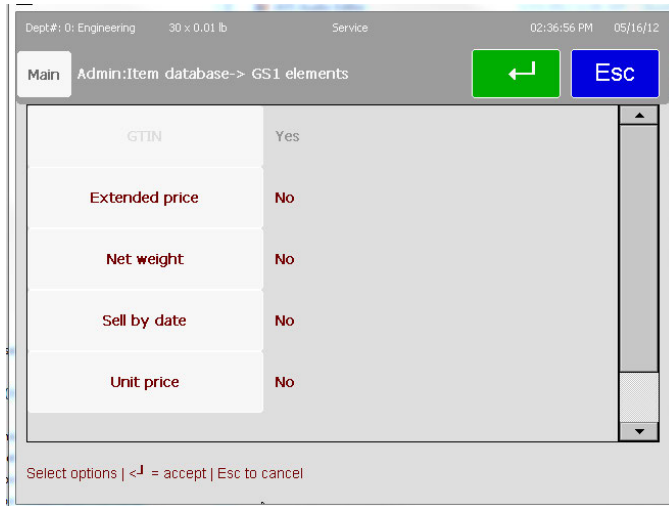 Dept#: 0: Engineering 30 x 0.01 lb Service 02:36:56 PM 05/16/12
Main Admin:Item database-> GS1 elements Esc
GTIN Yes
Extended price No
Net weight No
Sell by date No
Unit price No
Select options | <┘ = accept | Esc to cancel